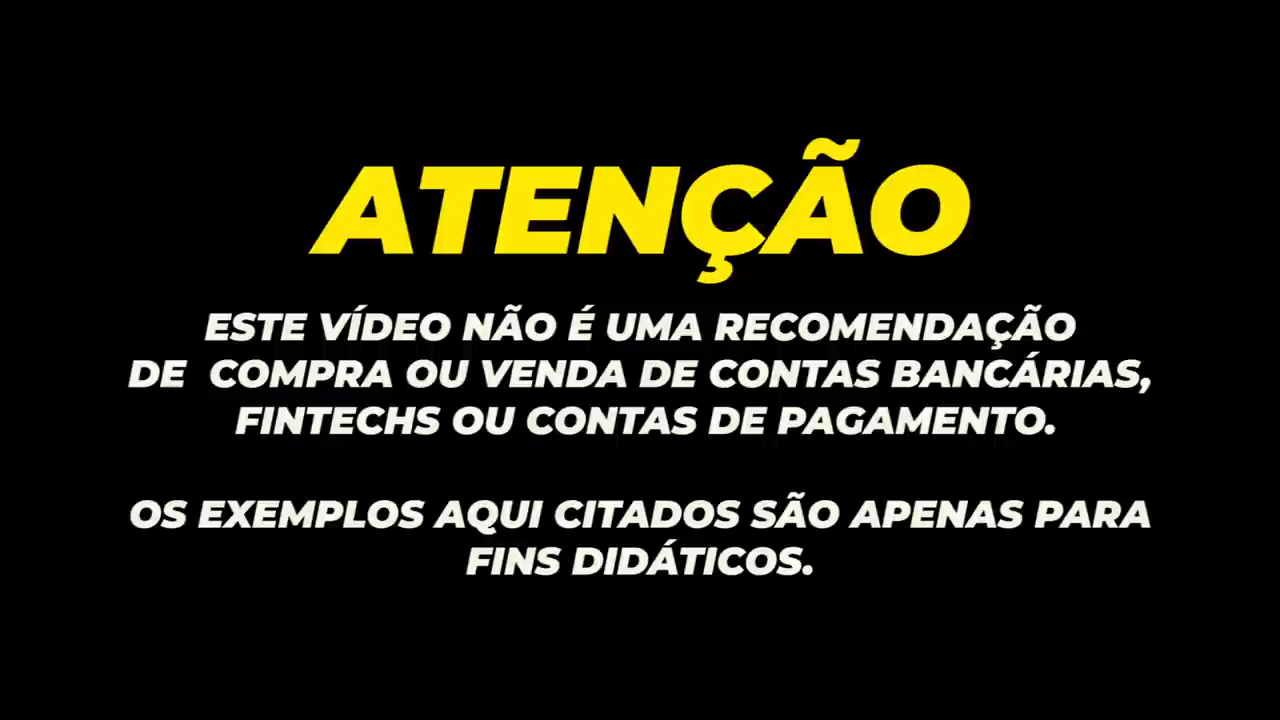 ATENÇÃO
ESTE VÍDEO NÃO É UMA RECOMENDAÇÃO
DE COMPRA OU VENDA DE CONTAS BANCÁRIAS,
FINTECHS OU CONTAS DE PAGAMENTO.
OS EXEMPLOS AQUI CITADOS SÃO APENAS PARA
FINS DIDÁTICOS.